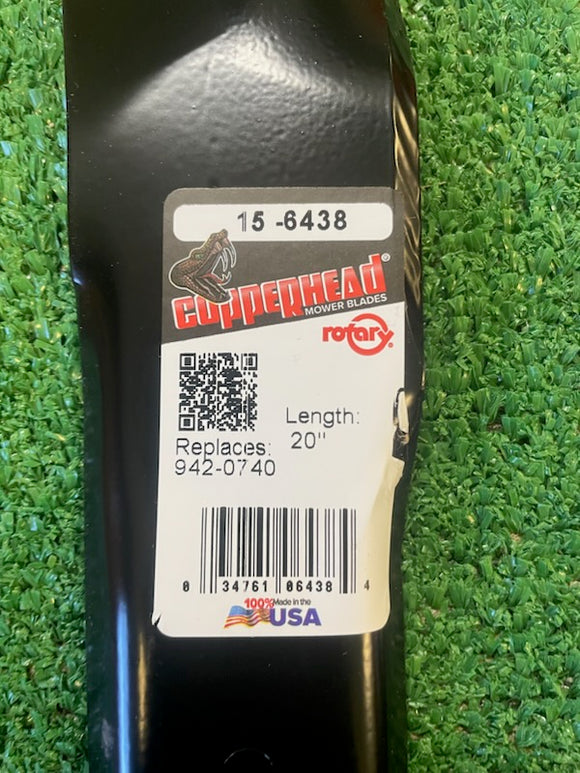 15 -6438
COPPERHEAD®
MOWER BLADES
rotary®
Length:
20"
Replaces:
942-0740
0 34761 06438 4
100% Made in the
USA